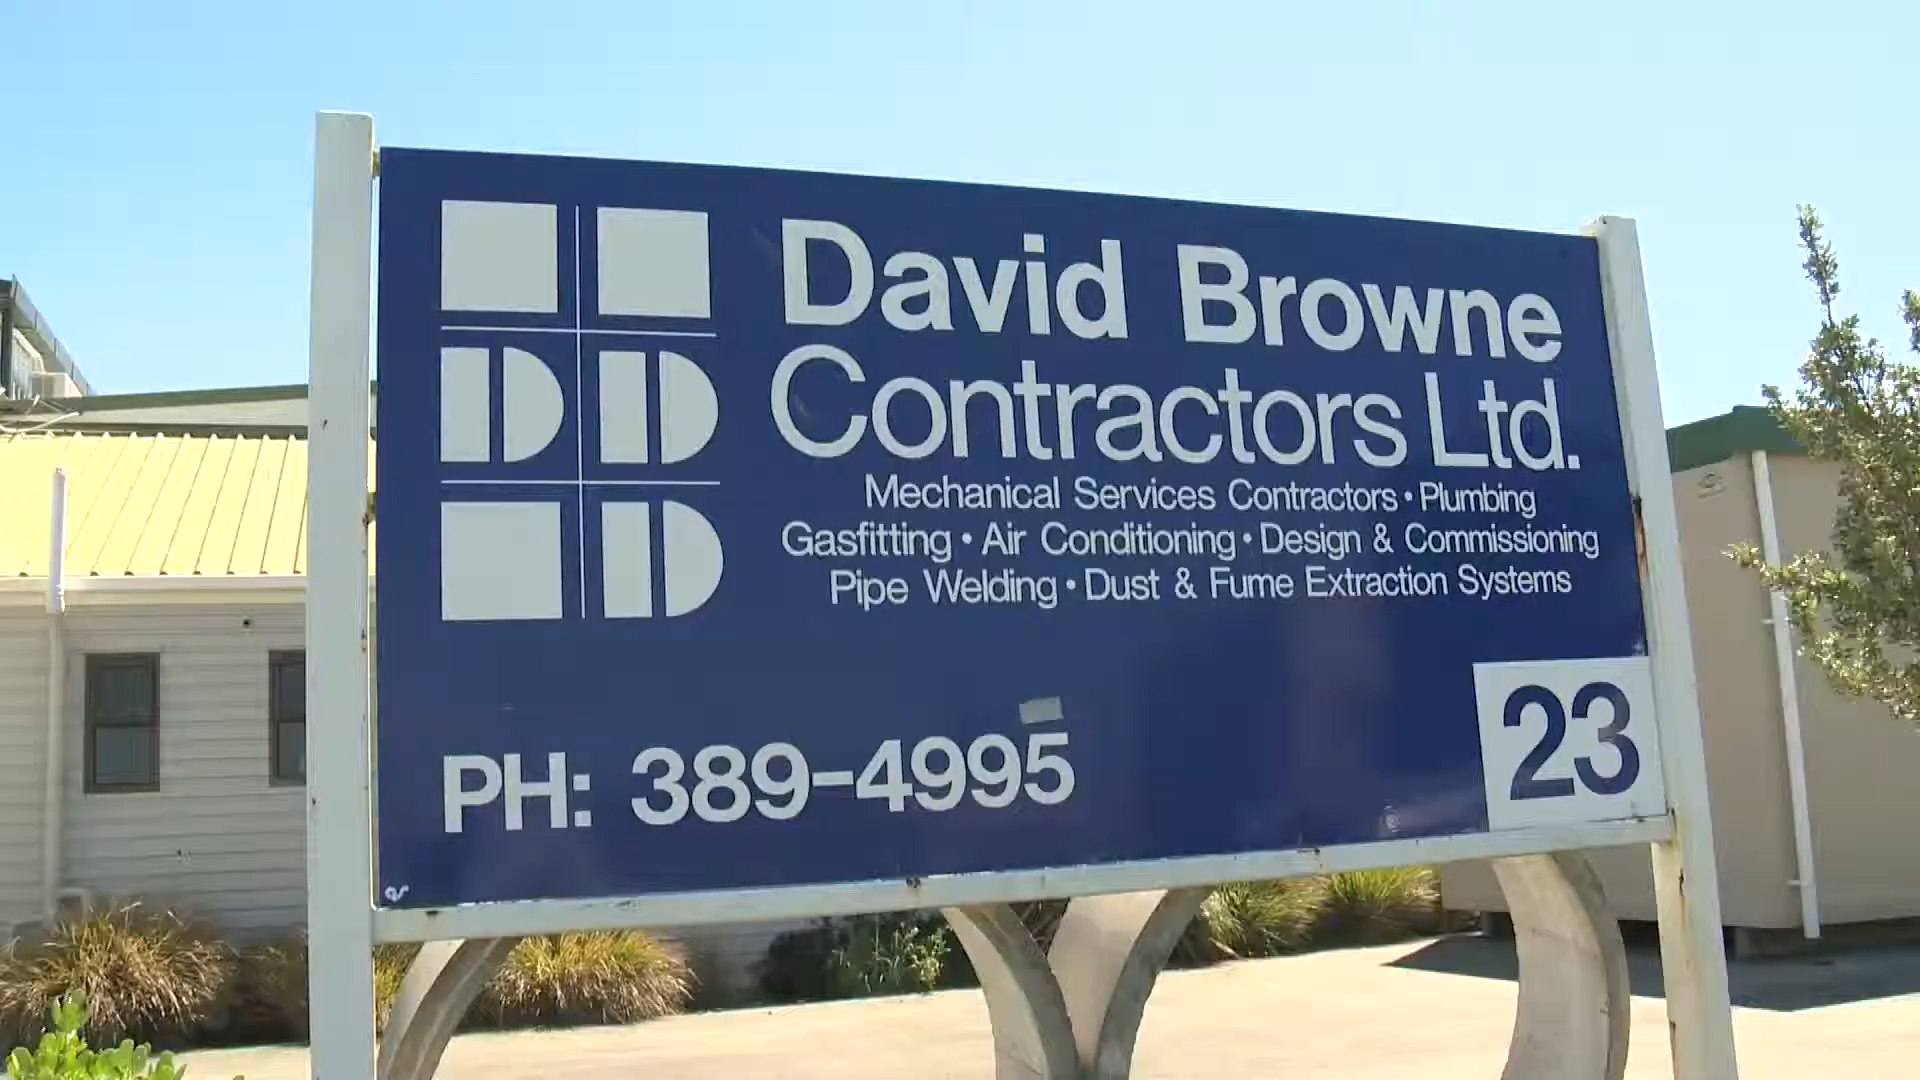 David Browne
Contractors Ltd.
Mechanical Services Contractors • Plumbing
Gasfitting • Air Conditioning • Design & Commissioning
Pipe Welding • Dust & Fume Extraction Systems
PH: 389-4995
23